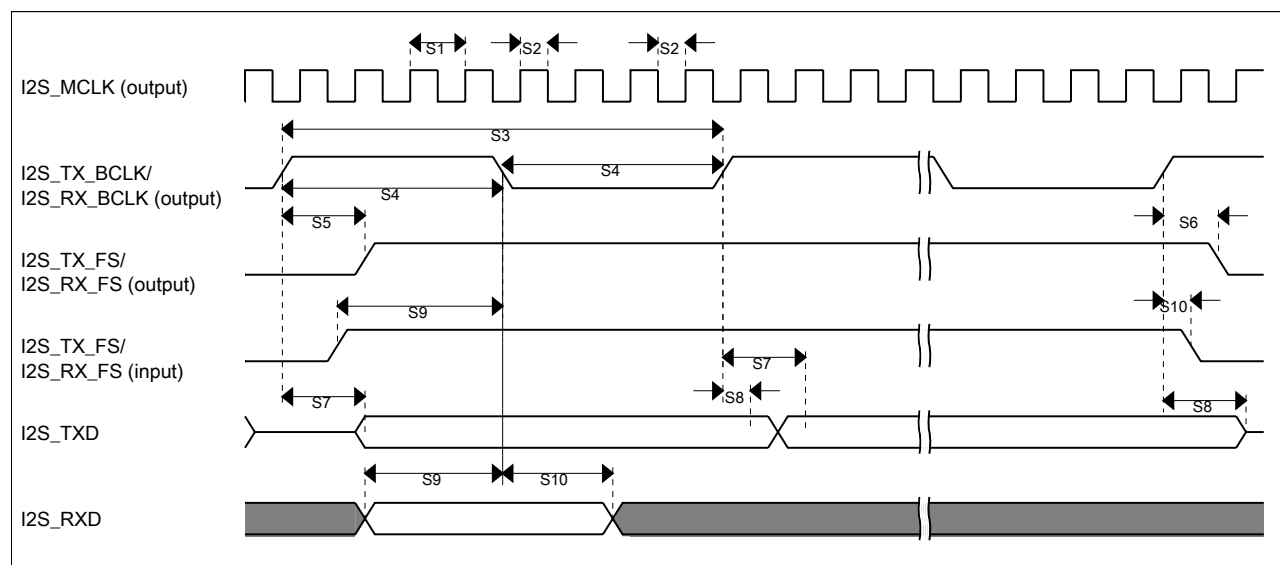 S1
S2
S2
I2S_MCLK (output)
S3
I2S_TX_BCLK/
I2S_RX_BCLK (output)
S4
S4
S5
S6
I2S_TX_FS/
I2S_RX_FS (output)
S9
S10
I2S_TX_FS/
I2S_RX_FS (input)
S7
S7
S8
S8
I2S_TXD
S9
S10
I2S_RXD